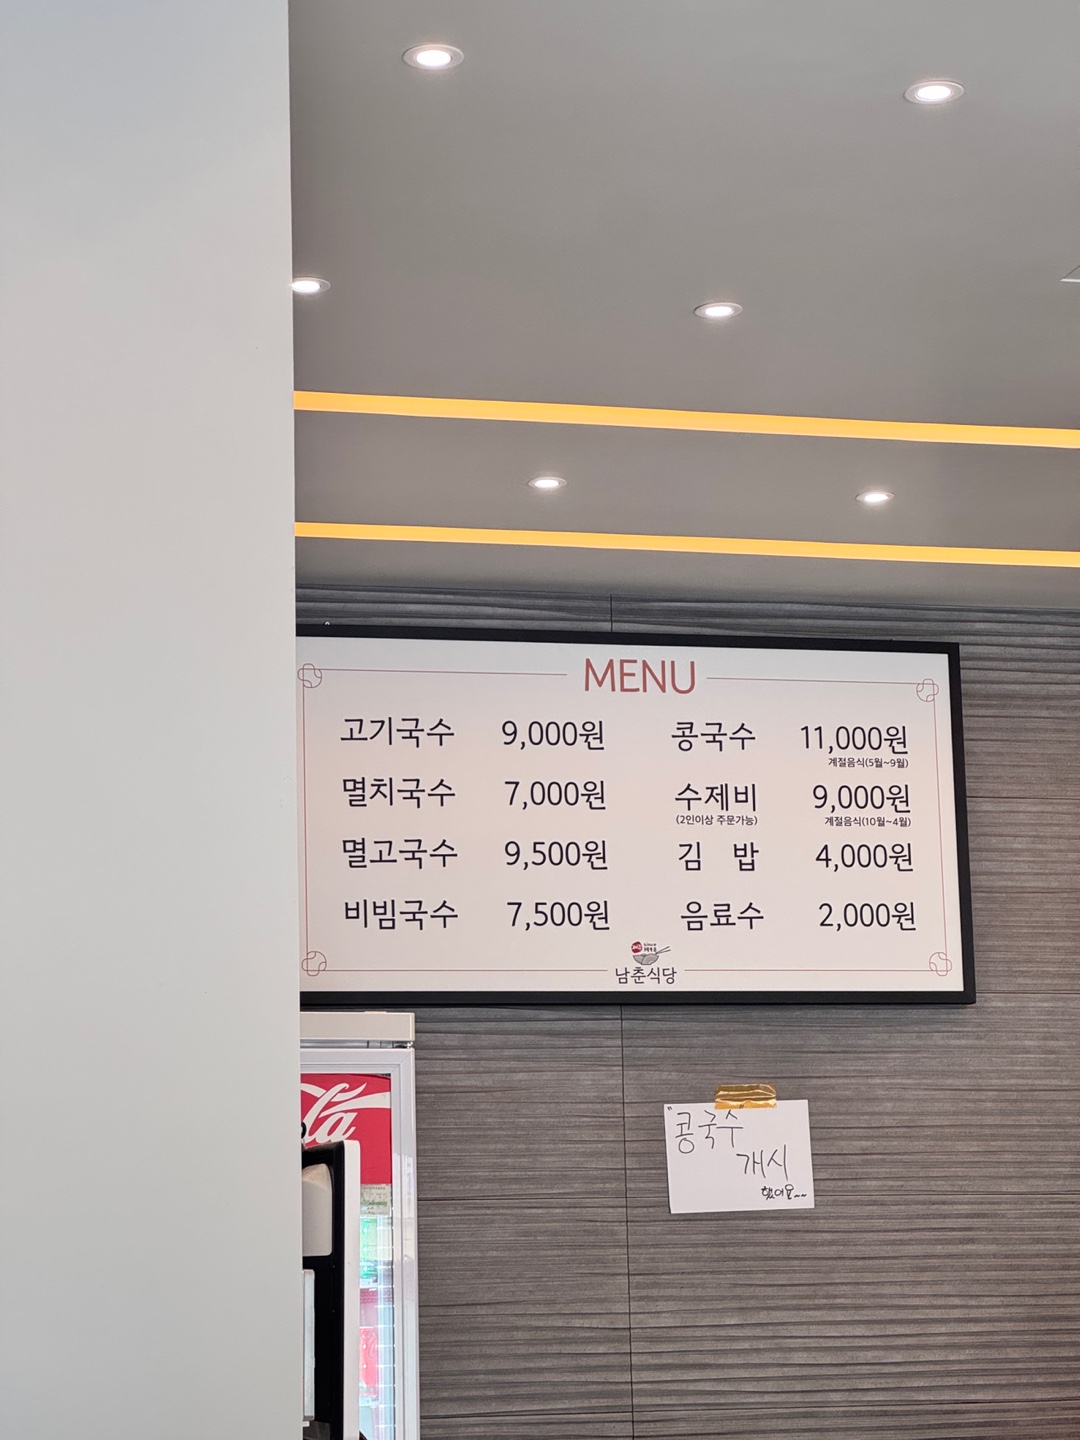 MENU
고기국수 9,000원
멸치국수 7,000원
멸고국수 9,500원
비빔국수 7,500원
콩국수 11,000원
계절음식(5월~9월)
수제비 9,000원
(2인이상 주문가능) 계절음식(10월~4월)
김 밥 4,000원
음료수 2,000원
남춘식당
la
"콩국수"
개시
했어요~~